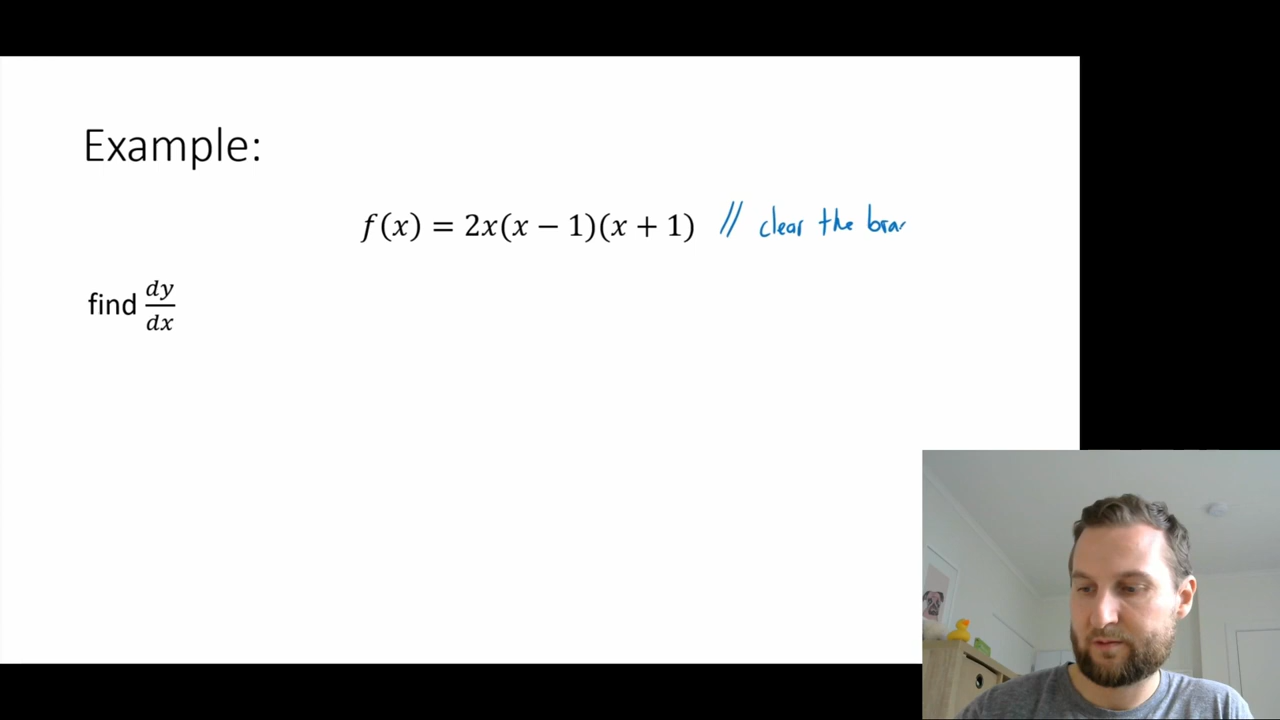 Example:
f(x) = 2x(x − 1)(x + 1) // clear the bra
find dy/dx